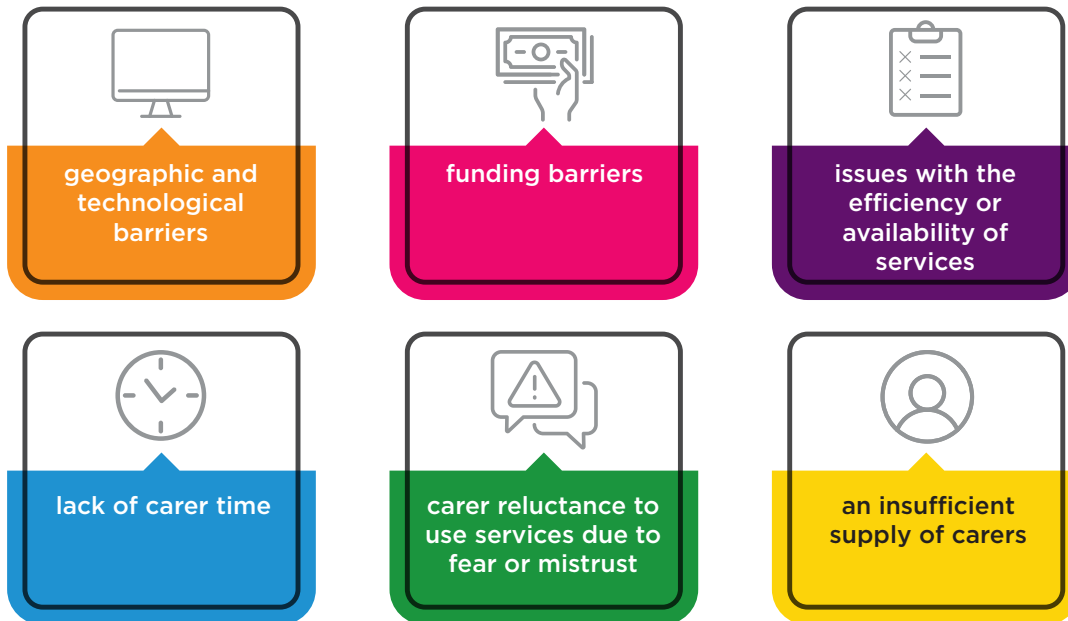 geographic and
technological
barriers
funding barriers
issues with the
efficiency or
availability of
services
lack of carer time
carer reluctance to
use services due to
fear or mistrust
an insufficient
supply of carers